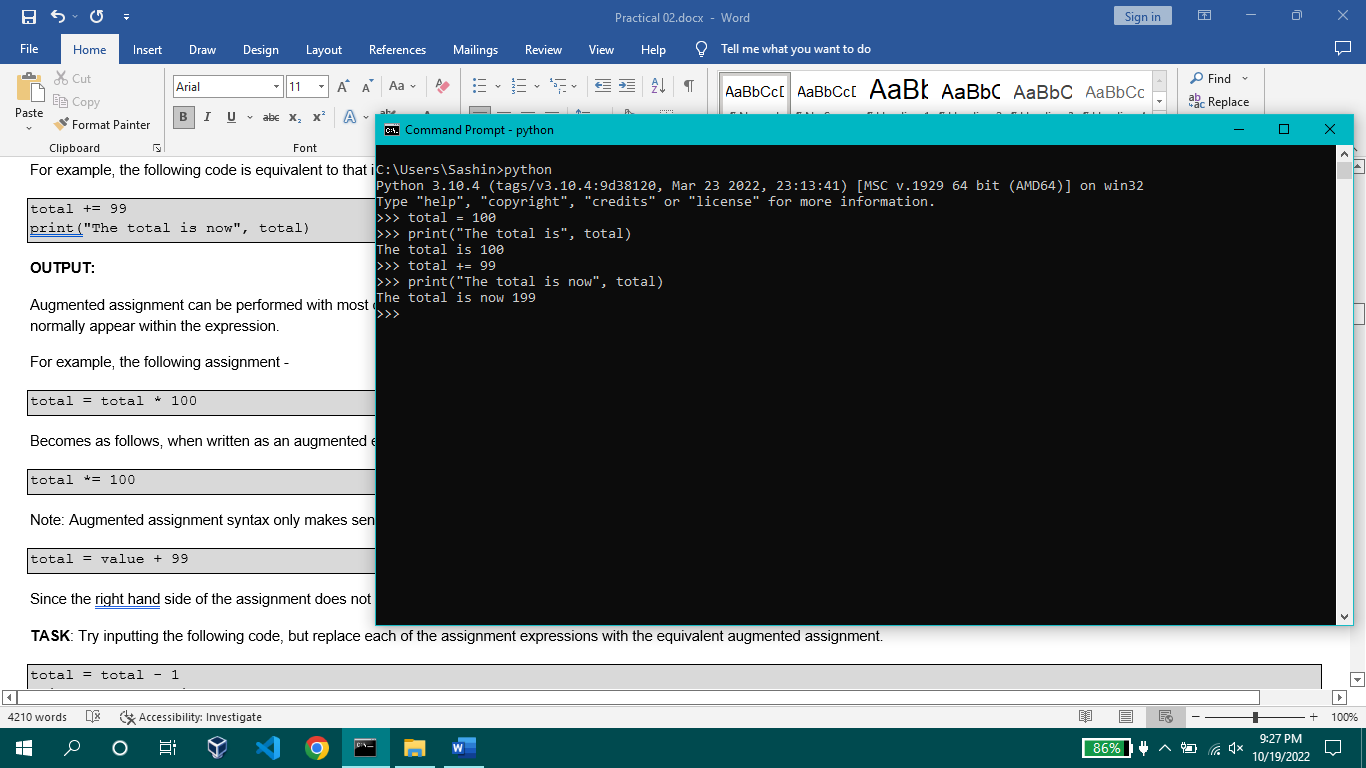 Practical 02.docx - Word
Sign in
File Home Insert Draw Design Layout References Mailings Review View Help Tell me what you want to do
Paste
Cut
Copy
Format Painter
Clipboard
Arial 11
A A Aa A
B I U abc x₂ x² A
Font
AaBbCcD AaBbCcD AaBb AaBbC AaBbC AaBbCc
Find
Replace
For example, the following code is equivalent to that
total += 99
print("The total is now", total)
OUTPUT:
Augmented assignment can be performed with most
normally appear within the expression.
For example, the following assignment -
total = total * 100
Becomes as follows, when written as an augmented
total *= 100
Note: Augmented assignment syntax only makes
total = value + 99
Since the right hand side of the assignment does not
TASK: Try inputting the following code, but replace each of the assignment expressions with the equivalent augmented assignment.
total = total - 1
Command Prompt - python
C:\Users\Sashin>python
Python 3.10.4 (tags/v3.10.4:9d38120, Mar 23 2022, 23:13:41) [MSC v.1929 64 bit (AMD64)] on win32
Type "help", "copyright", "credits" or "license" for more information.
>>> total = 100
>>> print("The total is", total)
The total is 100
>>> total += 99
>>> print("The total is now", total)
The total is now 199
>>>
4210 words Accessibility: Investigate
100%
86%
9:27 PM
10/19/2022